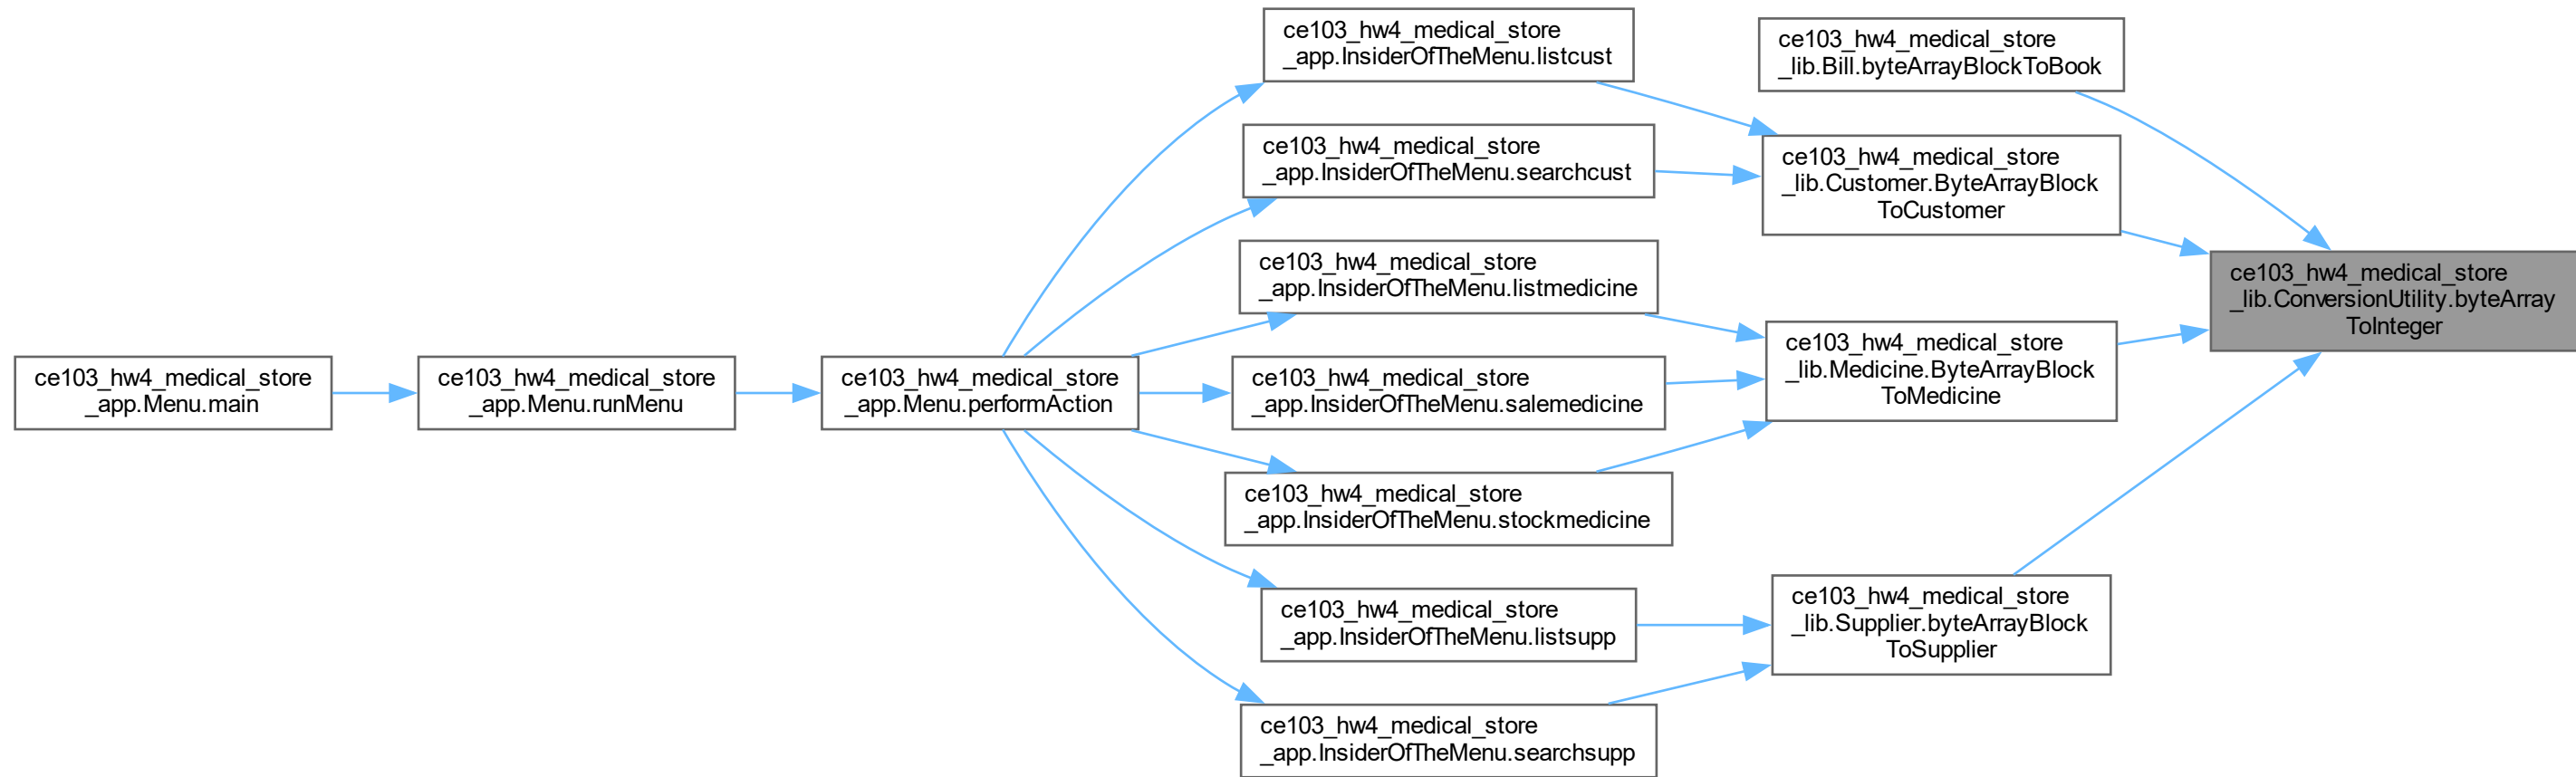 ce103_hw4_medical_store
_app.Menu.main
ce103_hw4_medical_store
_app.Menu.runMenu
ce103_hw4_medical_store
_app.Menu.performAction
ce103_hw4_medical_store
_app.InsiderOfTheMenu.listcust
ce103_hw4_medical_store
_app.InsiderOfTheMenu.searchcust
ce103_hw4_medical_store
_app.InsiderOfTheMenu.listmedicine
ce103_hw4_medical_store
_app.InsiderOfTheMenu.salemedicine
ce103_hw4_medical_store
_app.InsiderOfTheMenu.stockmedicine
ce103_hw4_medical_store
_app.InsiderOfTheMenu.listsupp
ce103_hw4_medical_store
_app.InsiderOfTheMenu.searchsupp
ce103_hw4_medical_store
_lib.Bill.byteArrayBlockToBook
ce103_hw4_medical_store
_lib.Customer.ByteArrayBlock
ToCustomer
ce103_hw4_medical_store
_lib.Medicine.ByteArrayBlock
ToMedicine
ce103_hw4_medical_store
_lib.Supplier.byteArrayBlock
ToSupplier
ce103_hw4_medical_store
_lib.ConversionUtility.byteArray
ToInteger